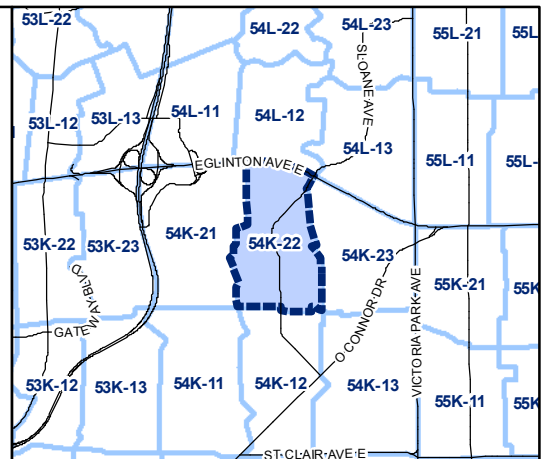 53L-22
54L-22
54L-23
55L-21
55L
SLOANE AVE
53L-12
53L-13
54L-11
54L-12
54L-13
55L-11
55L-
EGLINTON AVE E
53K-22
53K-23
54K-21
54K-22
54K-23
55K-21
55K
GATEWAY BLVD
O CONNOR DR
VICTORIA PARK AVE
53K-12
53K-13
54K-11
54K-12
54K-13
55K-11
55K
ST CLAIR AVE E